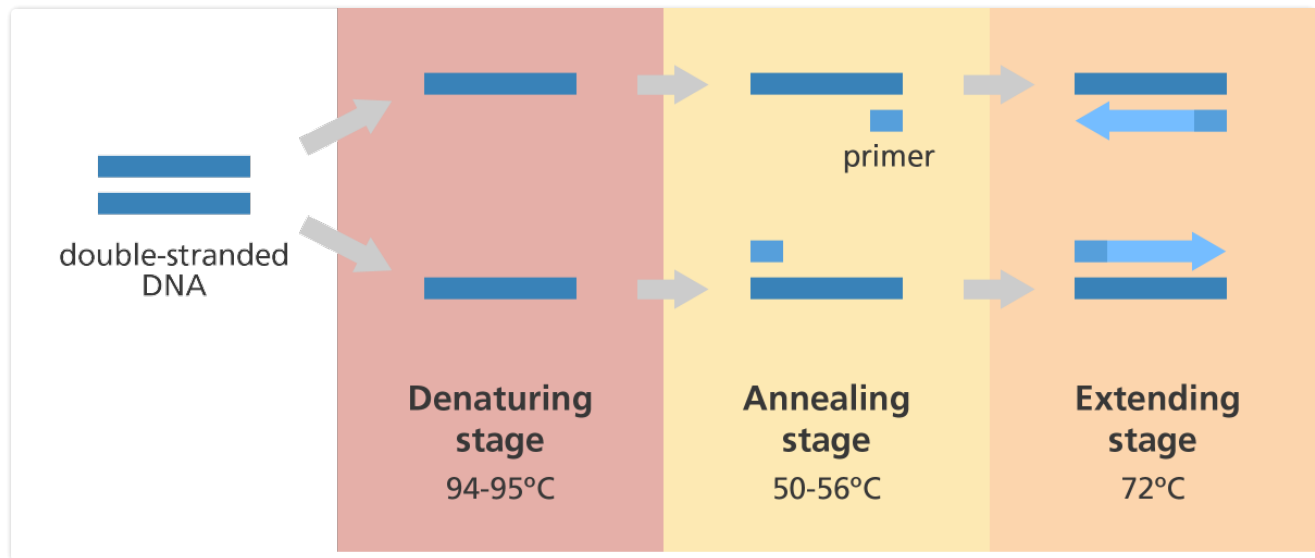 primer
double-stranded
DNA
Denaturing
stage
94-95ºC
Annealing
stage
50-56ºC
Extending
stage
72ºC